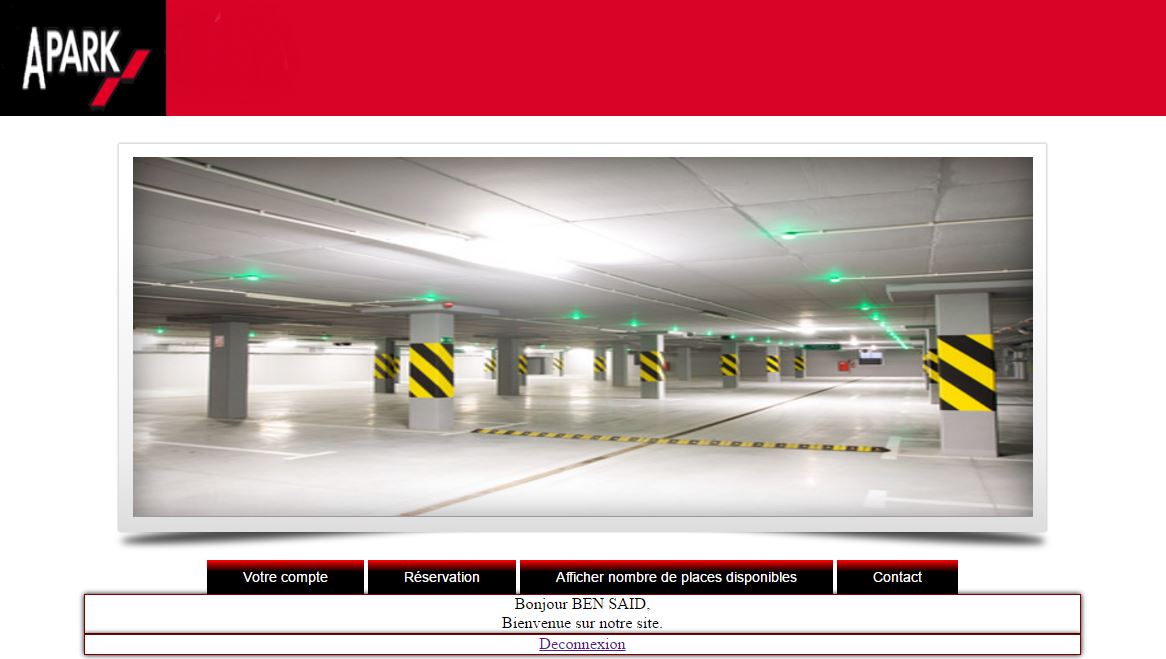 APARK
Votre compte
Réservation
Afficher nombre de places disponibles
Contact
Bonjour BEN SAID,
Bienvenue sur notre site.
Deconnexion